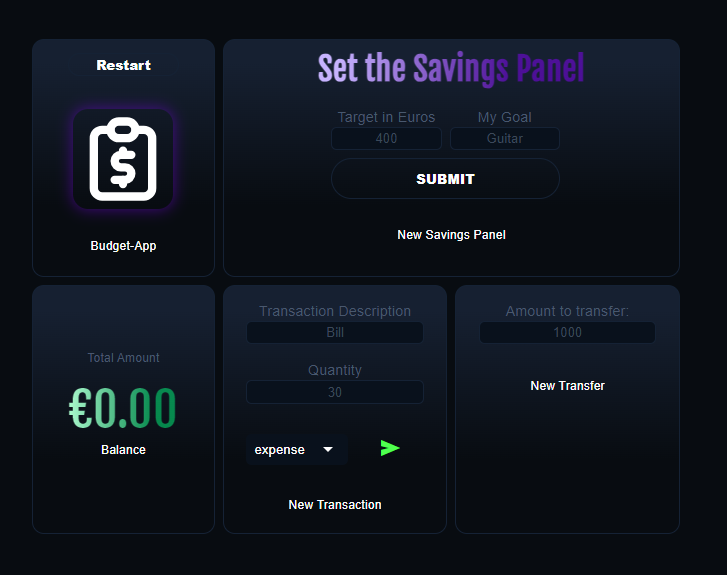 Restart
Budget-App
Set the Savings Panel
Target in Euros
My Goal
400
Guitar
SUBMIT
New Savings Panel
Total Amount
€0.00
Balance
Transaction Description
Bill
Quantity
30
expense
New Transaction
Amount to transfer:
1000
New Transfer